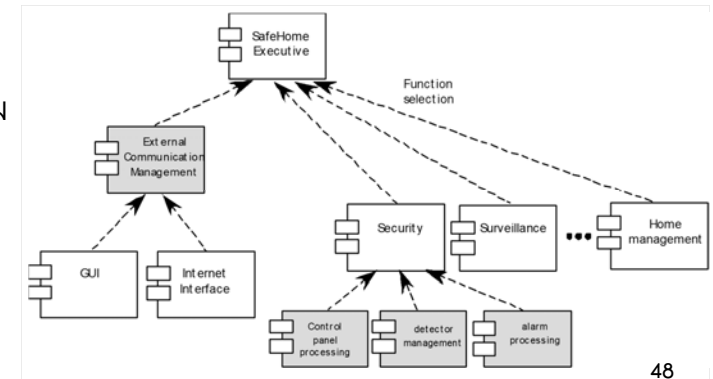 SafeHome
Executive
Function
selection
N
External
Communication
Management
Security
Surveillance
Home
management
GUI
Internet
Interface
Control
panel
processing
detector
management
alarm
processing
48